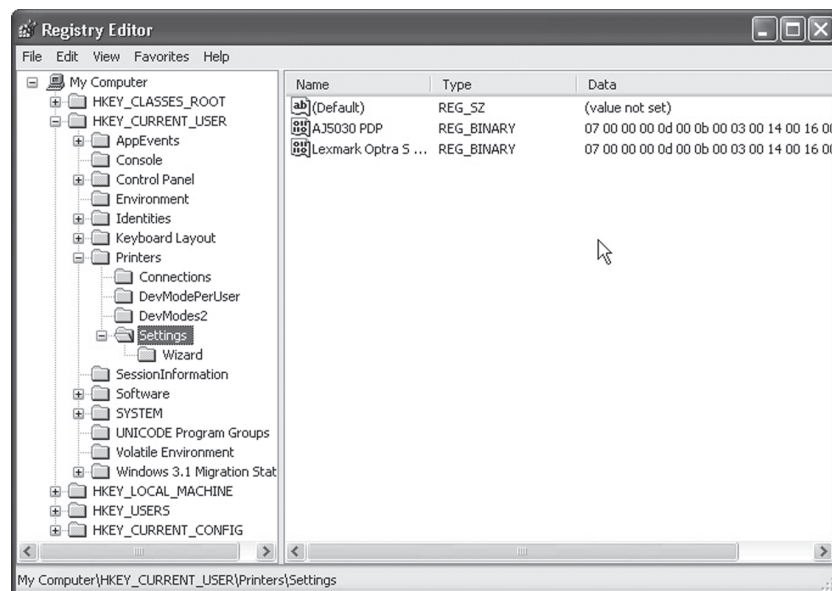 Registry Editor
File Edit View Favorites Help
My Computer
HKEY_CLASSES_ROOT
HKEY_CURRENT_USER
AppEvents
Console
Control Panel
Environment
Identities
Keyboard Layout
Printers
Connections
DevModePerUser
DevModes2
Settings
Wizard
SessionInformation
Software
SYSTEM
UNICODE Program Groups
Volatile Environment
Windows 3.1 Migration Stat
HKEY_LOCAL_MACHINE
HKEY_USERS
HKEY_CURRENT_CONFIG
Name Type Data
(Default) REG_SZ (value not set)
AJ5030 PDP REG_BINARY 07 00 00 00 0d 00 0b 00 03 00 14 00 16 00
Lexmark Optra S ... REG_BINARY 07 00 00 00 0d 00 0b 00 03 00 14 00 16 00
My Computer\HKEY_CURRENT_USER\Printers\Settings